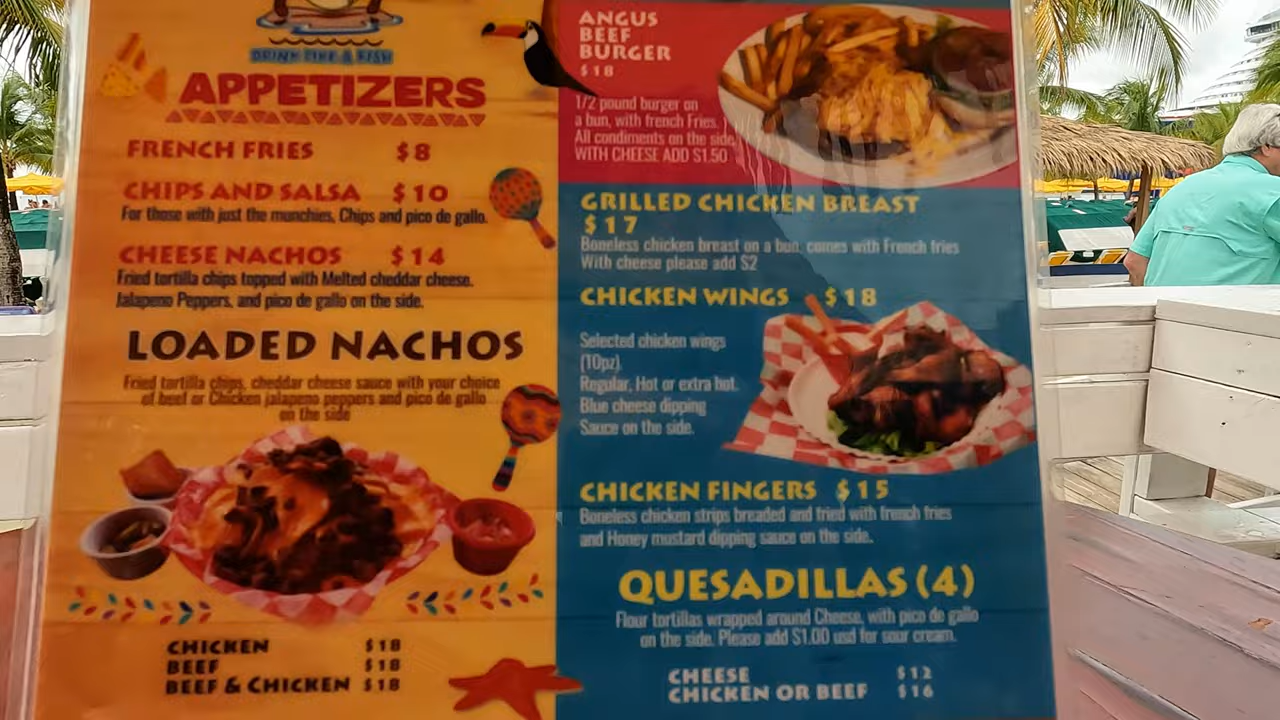 DRINK LIKE A FISH
APPETIZERS
FRENCH FRIES $8
CHIPS AND SALSA $10
For those with just the munchies, Chips and pico de gallo.
CHEESE NACHOS $14
Fried tortilla chips topped with Melted cheddar cheese.
Jalapeno Peppers, and pico de gallo on the side.
LOADED NACHOS
Fried tortilla chips, cheddar cheese sauce with your choice
of beef or Chicken jalapeno peppers and pico de gallo
on the side
CHICKEN $18
BEEF $18
BEEF & CHICKEN $18
ANGUS
BEEF
BURGER
$18
1/2 pound burger on
a bun, with french Fries.
All condiments on the side.
WITH CHEESE ADD $1.50
GRILLED CHICKEN BREAST
$17
Boneless chicken breast on a bun, comes with French fries
With cheese please add $2
CHICKEN WINGS $18
Selected chicken wings
(10pz).
Regular, Hot or extra hot.
Blue cheese dipping
Sauce on the side.
CHICKEN FINGERS $15
Boneless chicken strips breaded and fried with french fries
and Honey mustard dipping sauce on the side.
QUESADILLAS (4)
Flour tortillas wrapped around Cheese, with pico de gallo
on the side. Please add $1.00 usd for sour cream.
CHEESE $12
CHICKEN OR BEEF $16